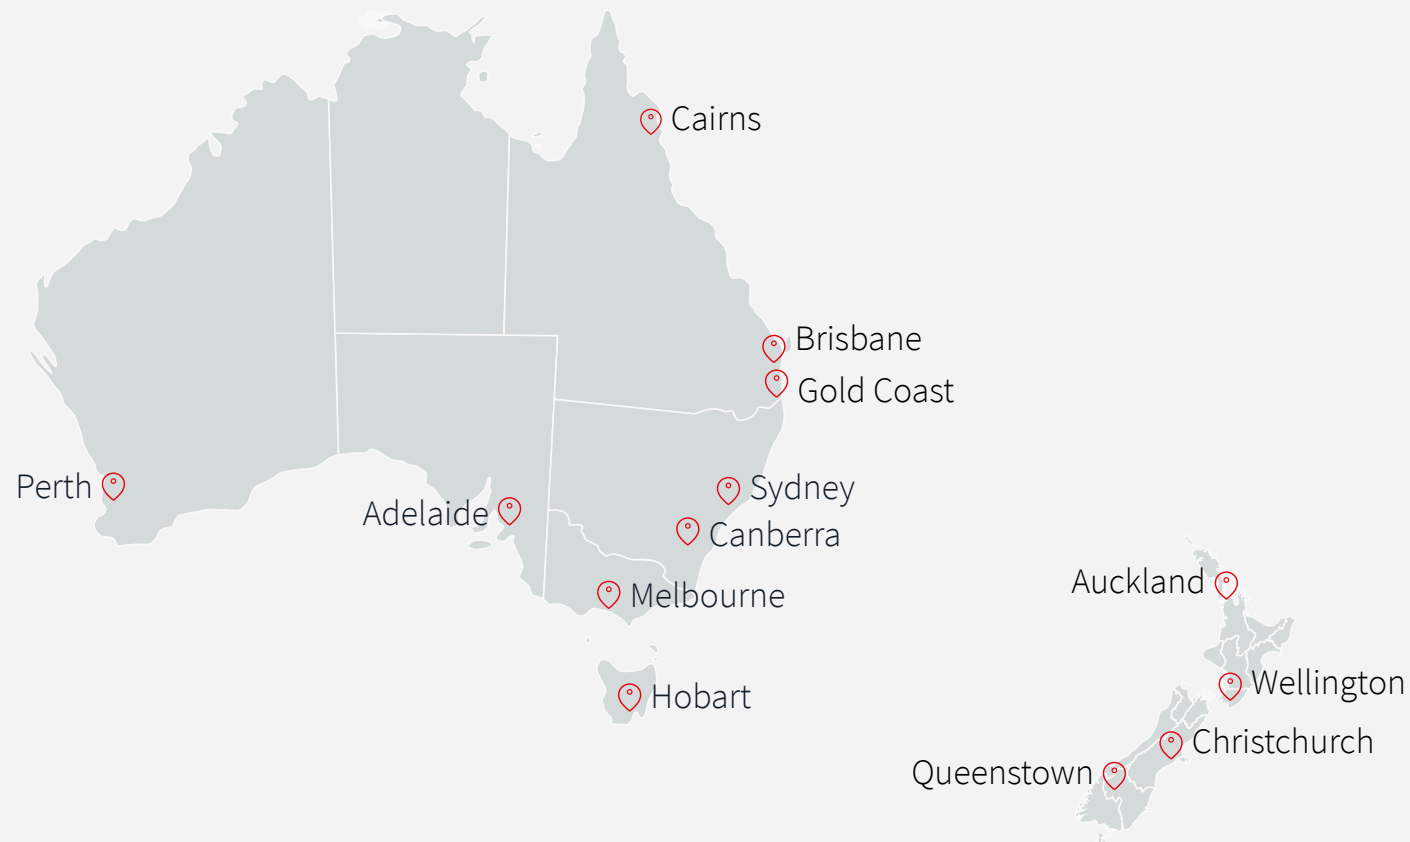 Cairns
Brisbane
Gold Coast
Perth
Sydney
Adelaide
Canberra
Melbourne
Auckland
Wellington
Hobart
Christchurch
Queenstown